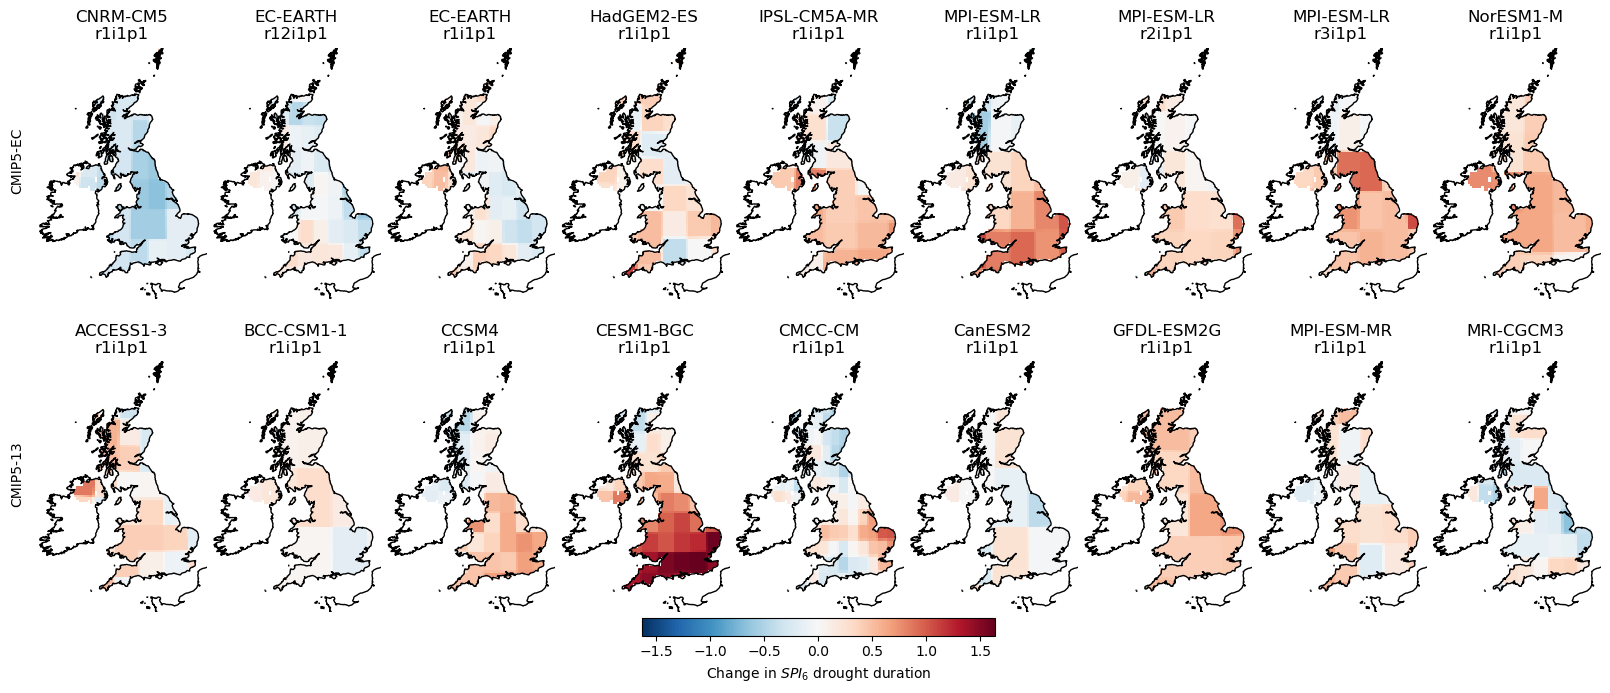 CNRM-CM5
r1i1p1
EC-EARTH
r12i1p1
EC-EARTH
r1i1p1
HadGEM2-ES
r1i1p1
IPSL-CM5A-MR
r1i1p1
MPI-ESM-LR
r1i1p1
MPI-ESM-LR
r2i1p1
MPI-ESM-LR
r3i1p1
NorESM1-M
r1i1p1
CMIP5-EC
ACCESS1-3
r1i1p1
BCC-CSM1-1
r1i1p1
CCSM4
r1i1p1
CESM1-BGC
r1i1p1
CMCC-CM
r1i1p1
CanESM2
r1i1p1
GFDL-ESM2G
r1i1p1
MPI-ESM-MR
r1i1p1
MRI-CGCM3
r1i1p1
CMIP5-13
−1.5 −1.0 −0.5 0.0 0.5 1.0 1.5
Change in SPI₆ drought duration